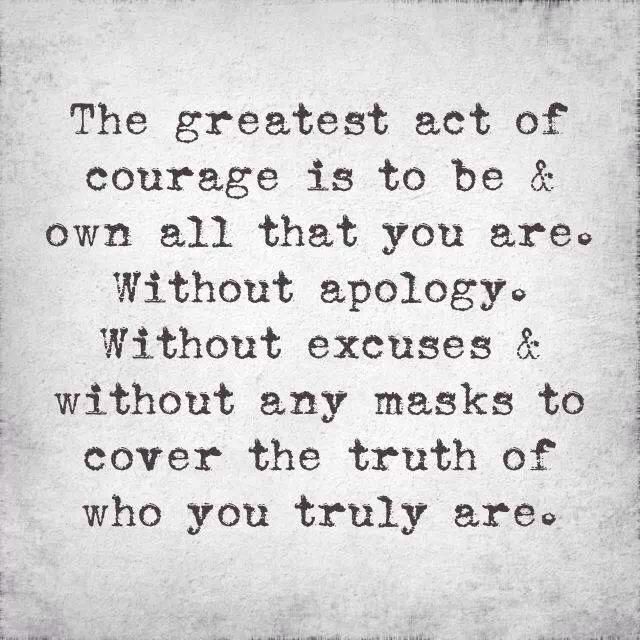 The greatest act of
courage is to be &
own all that you are.
Without apology.
Without excuses &
without any masks to
cover the truth of
who you truly are.